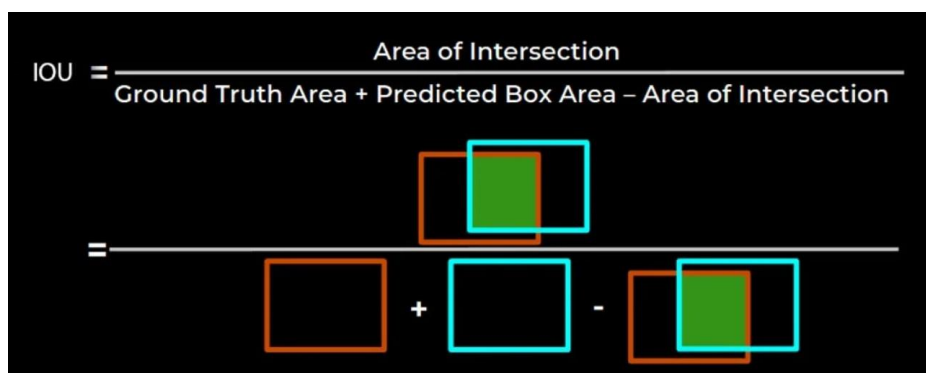 Area of Intersection
IOU =
Ground Truth Area + Predicted Box Area – Area of Intersection
=
+ -